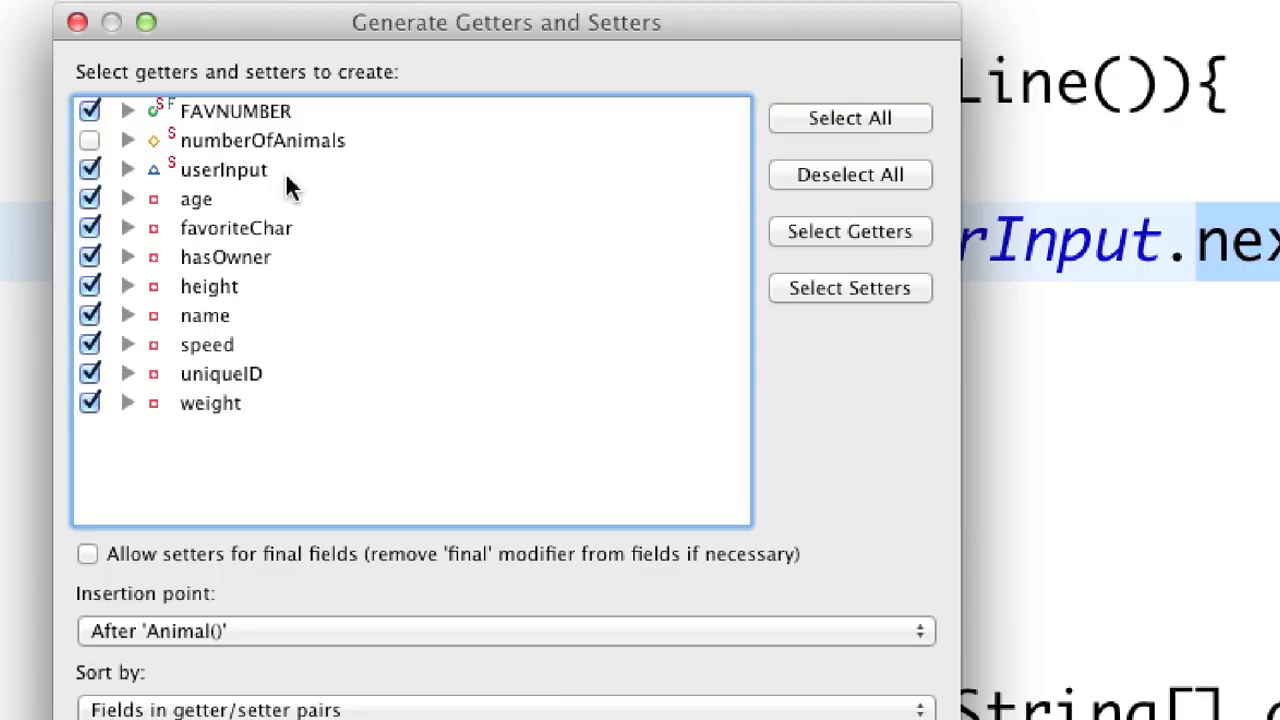 Generate Getters and Setters
Select getters and setters to create:
FAVNUMBER
numberOfAnimals
userInput
age
favoriteChar
hasOwner
height
name
speed
uniqueID
weight
Select All
Deselect All
Select Getters
Select Setters
Allow setters for final fields (remove 'final' modifier from fields if necessary)
Insertion point:
After 'Animal()'
Sort by:
Fields in getter/setter pairs
Line()){
rInput.nex
String[]